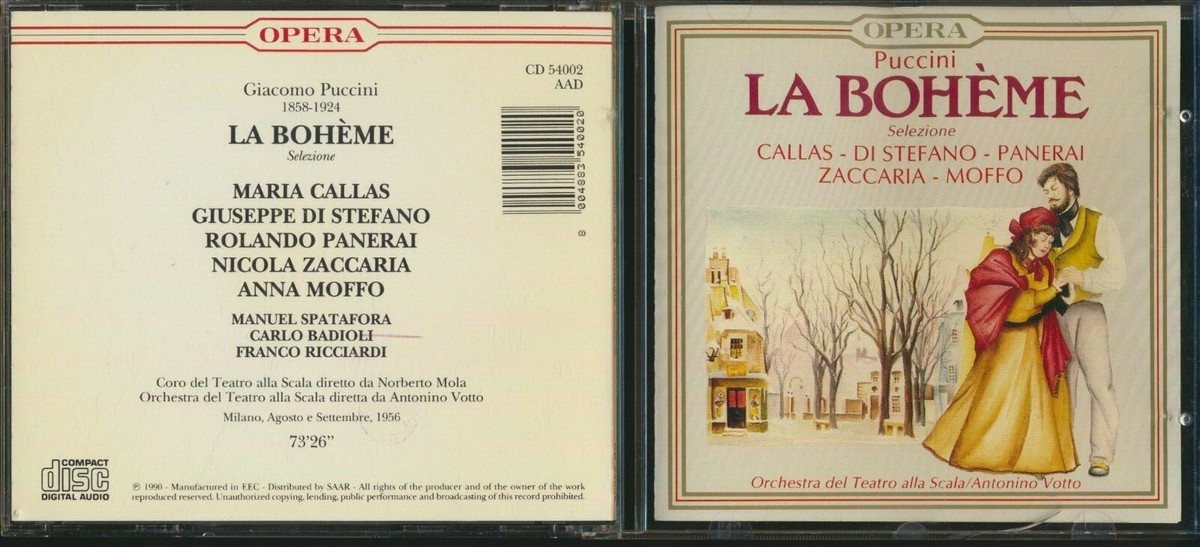 OPERA
CD 54002
AAD
Giacomo Puccini
1858-1924
LA BOHÈME
Selezione
MARIA CALLAS
GIUSEPPE DI STEFANO
ROLANDO PANERAI
NICOLA ZACCARIA
ANNA MOFFO
MANUEL SPATAFORA
CARLO BADIOLI
FRANCO RICCIARDI
Coro del Teatro alla Scala diretto da Norberto Mola
Orchestra del Teatro alla Scala diretta da Antonino Votto
Milano, Agosto e Settembre, 1956
73'26"
8 004883 540020
COMPACT
disc
DIGITAL AUDIO
℗ 1990 - Manufactured in EEC - Distributed by SAAR - All rights of the producer and of the owner of the work
reproduced reserved. Unauthorized copying, lending, public performance and broadcasting of this record prohibited.
OPERA
Puccini
LA BOHÈME
Selezione
CALLAS - DI STEFANO - PANERAI
ZACCARIA - MOFFO
Orchestra del Teatro alla Scala/Antonino Votto